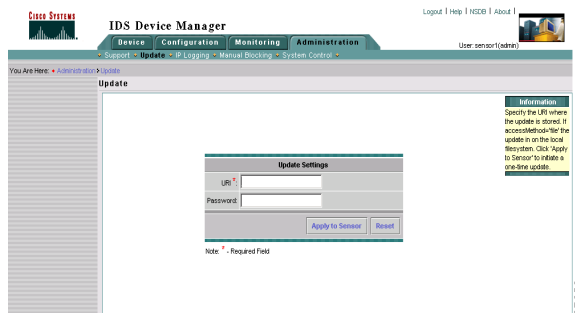 CISCO SYSTEMS
IDS Device Manager
Logout | Help | NSDB | About |
Device Configuration Monitoring Administration
User: sensor1(admin)
Support Update IP Logging Manual Blocking System Control
You Are Here: Administration > Update
Update
Information
Specify the URI where
the update is stored. If
accessMethod='file' the
update in on the local
filesystem. Click 'Apply
to Sensor' to initiate a
one-time update.
Update Settings
URI *:
Password:
Apply to Sensor Reset
Note: * - Required Field